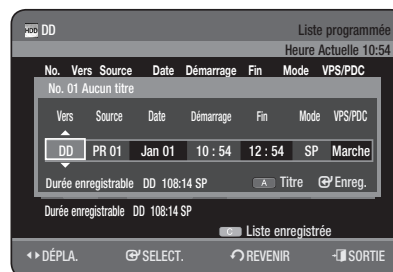 HDD DD Liste programmée
Heure Actuelle 10:54
No. Vers Source Date Démarrage Fin Mode VPS/PDC
No. 01 Aucun titre
Vers Source Date Démarrage Fin Mode VPS/PDC
DD PR 01 Jan 01 10 : 54 12 : 54 SP Marche
Durée enregistrable DD 108:14 SP A Titre Enreg.
Durée enregistrable DD 108:14 SP
C Liste enregistrée
DÉPLA. SELECT. REVENIR SORTIE